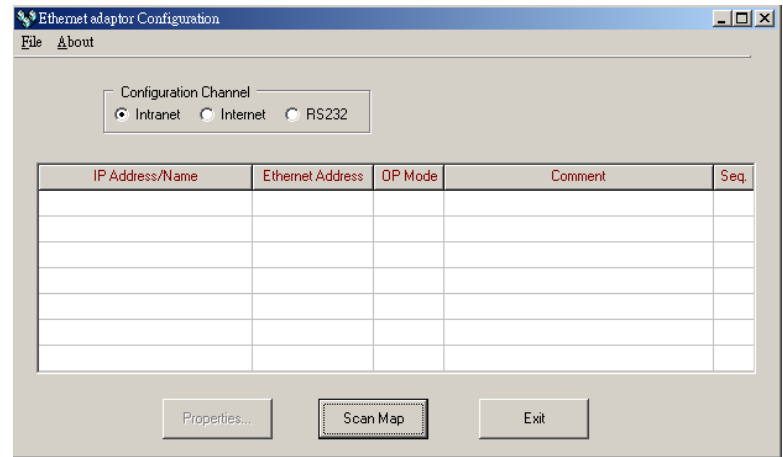 Ethernet adaptor Configuration
File About
Configuration Channel
Intranet Internet RS232
IP Address/Name Ethernet Address OP Mode Comment Seq.
Properties... Scan Map Exit